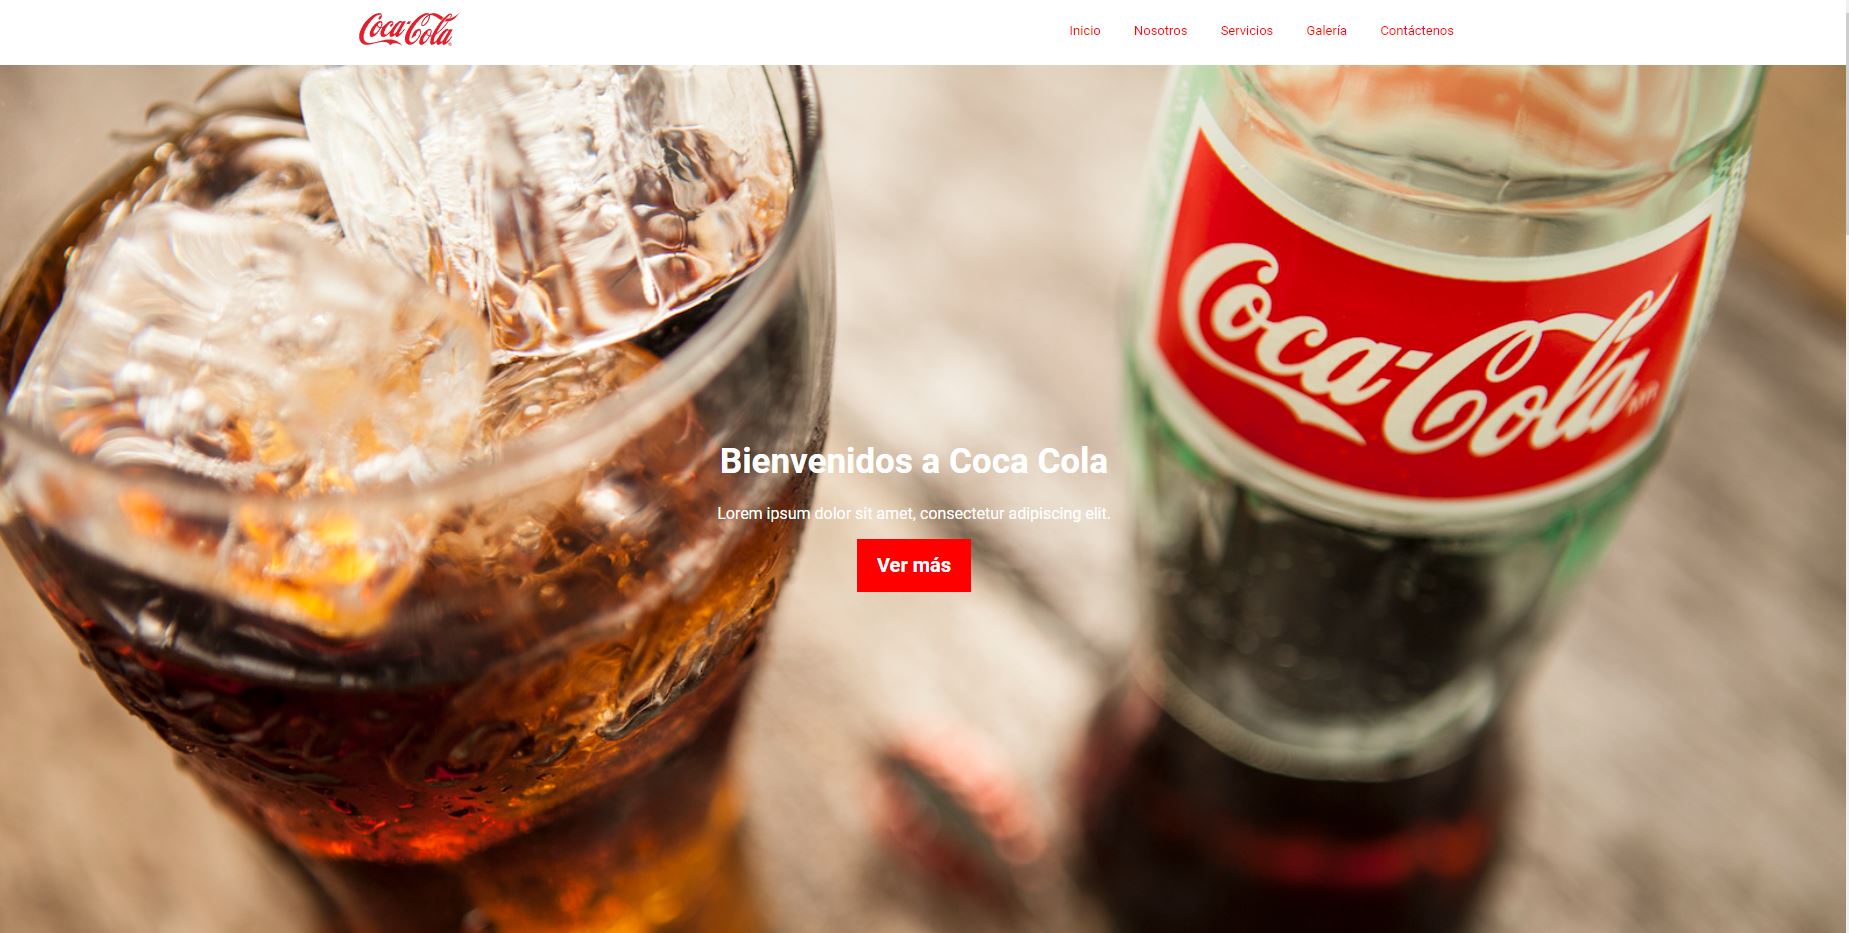 Coca-Cola
Inicio Nosotros Servicios Galería Contáctenos
Coca-Cola
Bienvenidos a Coca Cola
Lorem ipsum dolor sit amet, consectetur adipiscing elit.
Ver más